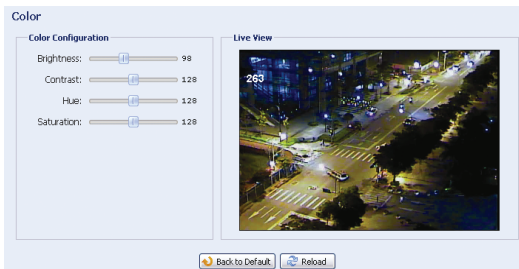 Color
Color Configuration
Brightness: 98
Contrast: 128
Hue: 128
Saturation: 128
Live View
263
Back to Default
Reload